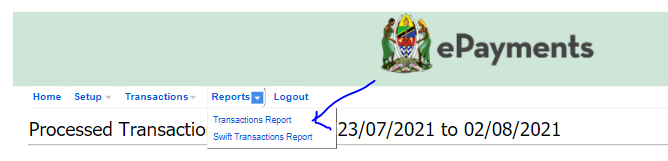 ePayments
Home Setup Transactions Reports Logout
Transactions Report
Swift Transactions Report
Processed Transactio 23/07/2021 to 02/08/2021